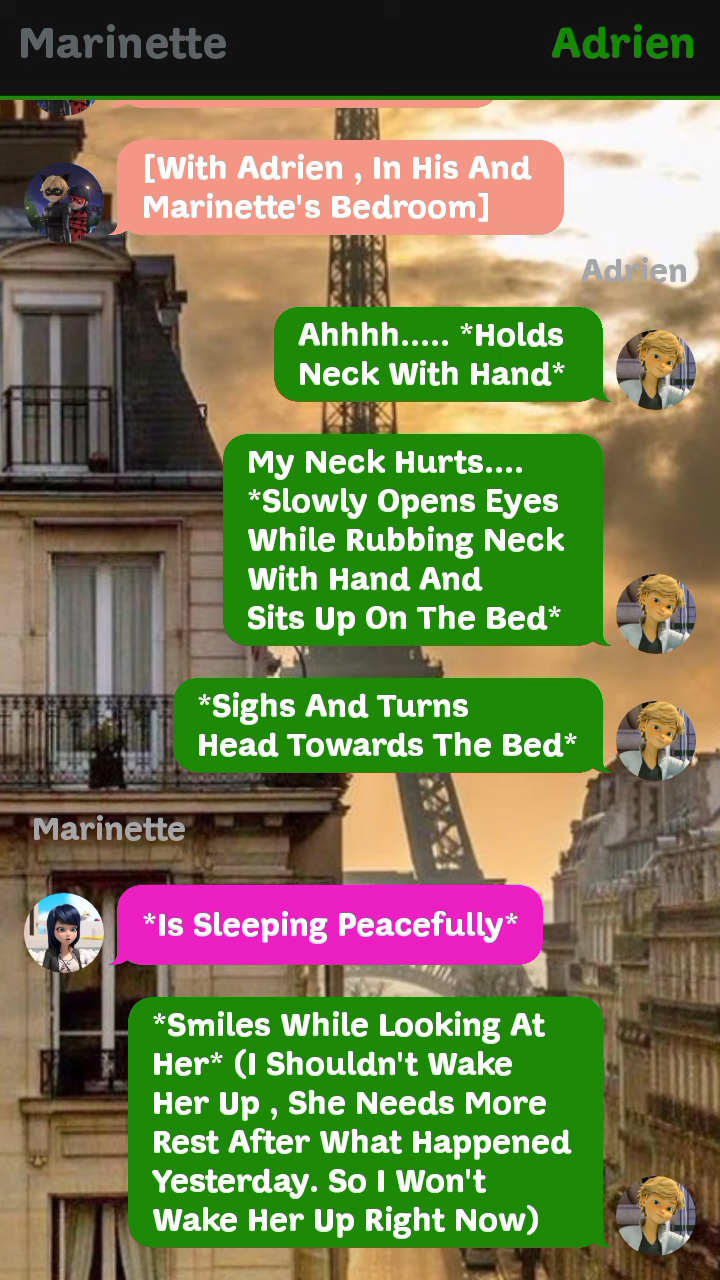 Marinette
Adrien
[With Adrien , In His And
Marinette's Bedroom]
Adrien
Ahhhh..... *Holds
Neck With Hand*
My Neck Hurts....
*Slowly Opens Eyes
While Rubbing Neck
With Hand And
Sits Up On The Bed*
*Sighs And Turns
Head Towards The Bed*
Marinette
*Is Sleeping Peacefully*
*Smiles While Looking At
Her* (I Shouldn't Wake
Her Up , She Needs More
Rest After What Happened
Yesterday. So I Won't
Wake Her Up Right Now)